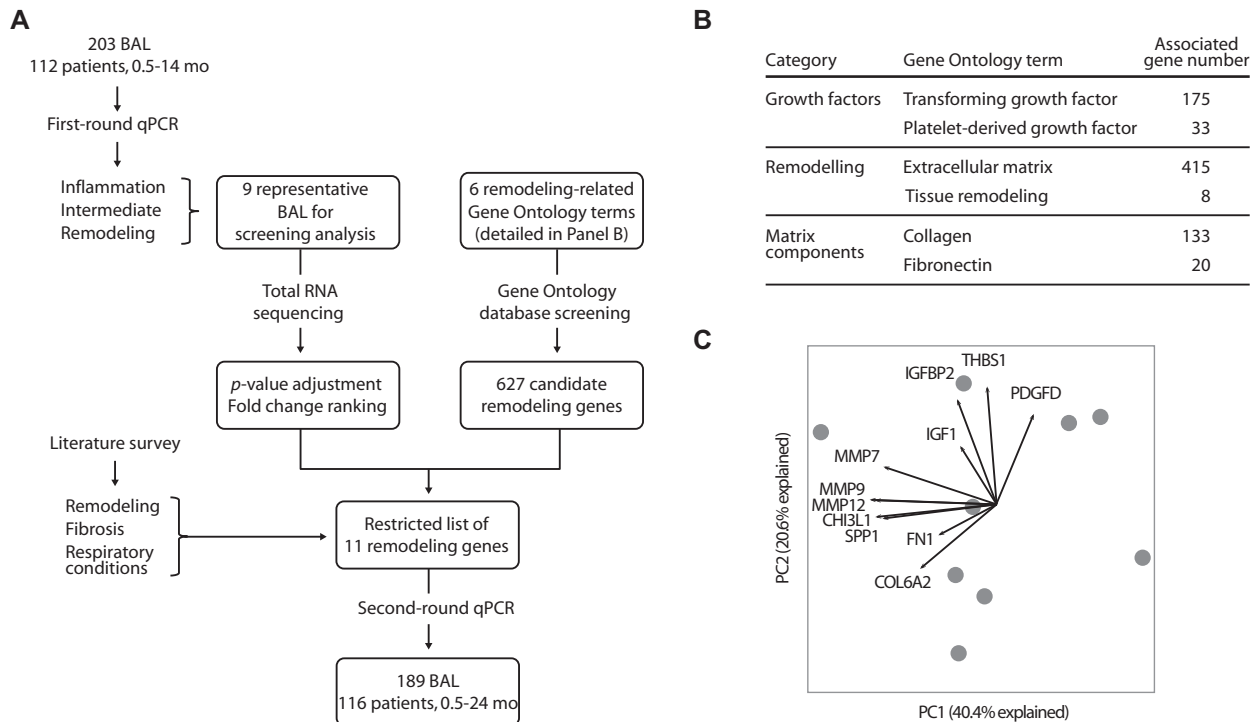 A
203 BAL
112 patients, 0.5-14 mo
First-round qPCR
Inflammation
Intermediate
Remodeling
9 representative
BAL for
screening analysis
6 remodeling-related
Gene Ontology terms
(detailed in Panel B)
Total RNA
sequencing
Gene Ontology
database screening
p-value adjustment
Fold change ranking
627 candidate
remodeling genes
Literature survey
Remodeling
Fibrosis
Respiratory
conditions
Restricted list of
11 remodeling genes
Second-round qPCR
189 BAL
116 patients, 0.5-24 mo
B
Category Gene Ontology term Associated gene number
Growth factors Transforming growth factor 175
Platelet-derived growth factor 33
Remodelling Extracellular matrix 415
Tissue remodeling 8
Matrix components Collagen 133
Fibronectin 20
C
THBS1
IGFBP2
PDGFD
IGF1
MMP7
MMP9
MMP12
CHI3L1
SPP1
FN1
COL6A2
PC2 (20.6% explained)
PC1 (40.4% explained)